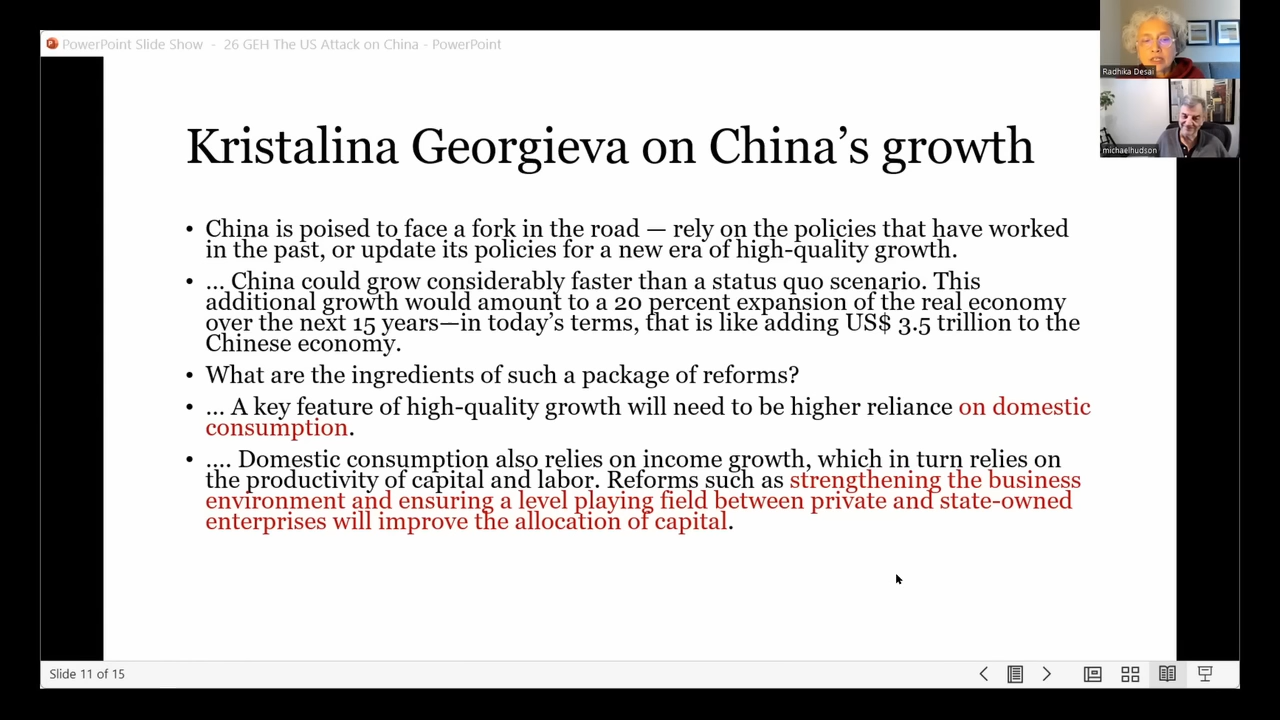 PowerPoint Slide Show - 26 GEH The US Attack on China - PowerPoint
Radhika Desai
michaelhudson
Kristalina Georgieva on China’s growth
• China is poised to face a fork in the road — rely on the policies that have worked
in the past, or update its policies for a new era of high-quality growth.
• … China could grow considerably faster than a status quo scenario. This
additional growth would amount to a 20 percent expansion of the real economy
over the next 15 years—in today’s terms, that is like adding US$ 3.5 trillion to the
Chinese economy.
• What are the ingredients of such a package of reforms?
• … A key feature of high-quality growth will need to be higher reliance on domestic
consumption.
• …. Domestic consumption also relies on income growth, which in turn relies on
the productivity of capital and labor. Reforms such as strengthening the business
environment and ensuring a level playing field between private and state-owned
enterprises will improve the allocation of capital.
Slide 11 of 15